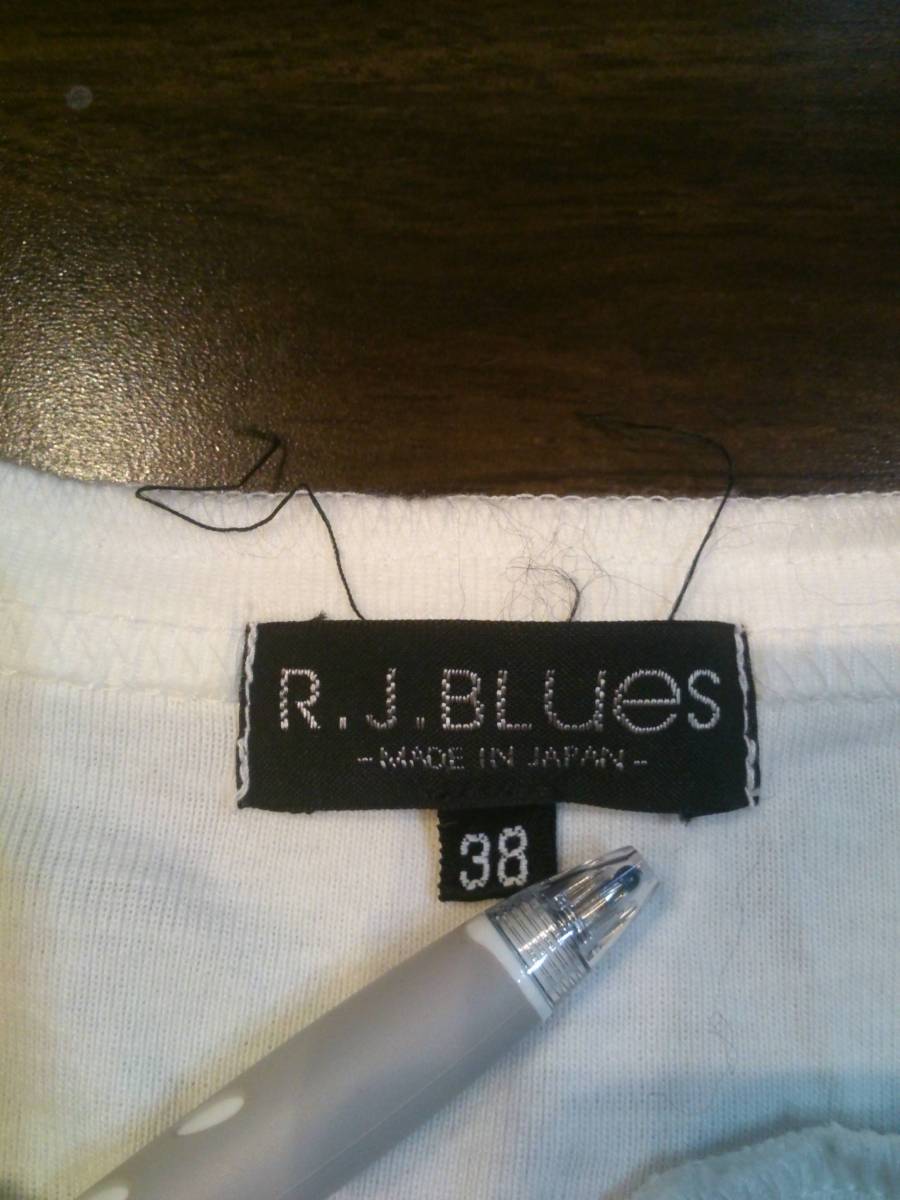 R.J.BLUeS
-MADE IN JAPAN-
38